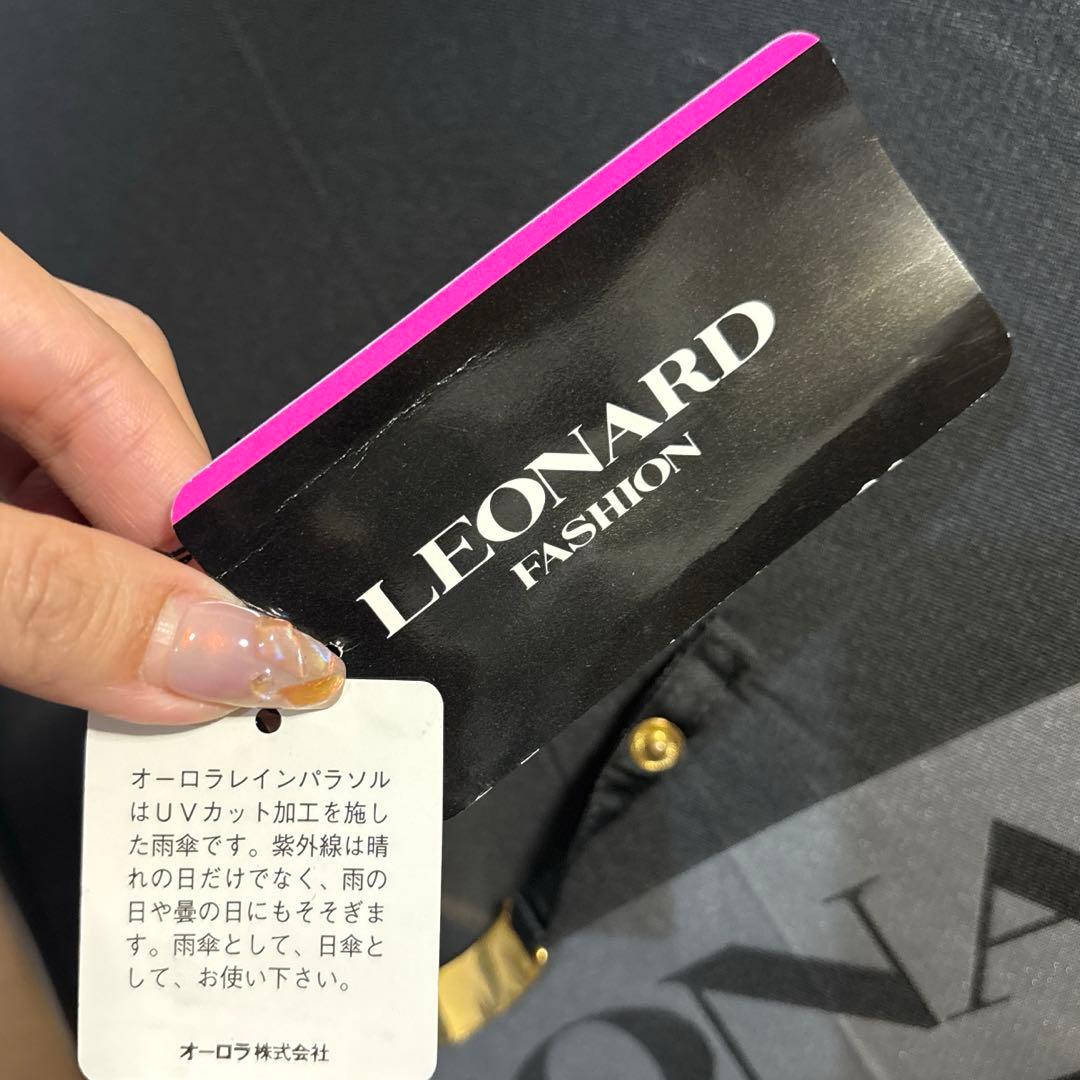 LEONARD
FASHION
オーロラレインパラソル
はUVカット加工を施し
た雨傘です。紫外線は晴
れの日だけでなく、雨の
日や曇の日にもそそぎま
す。雨傘として、日傘と
して、お使い下さい。
オーロラ株式会社
ONA